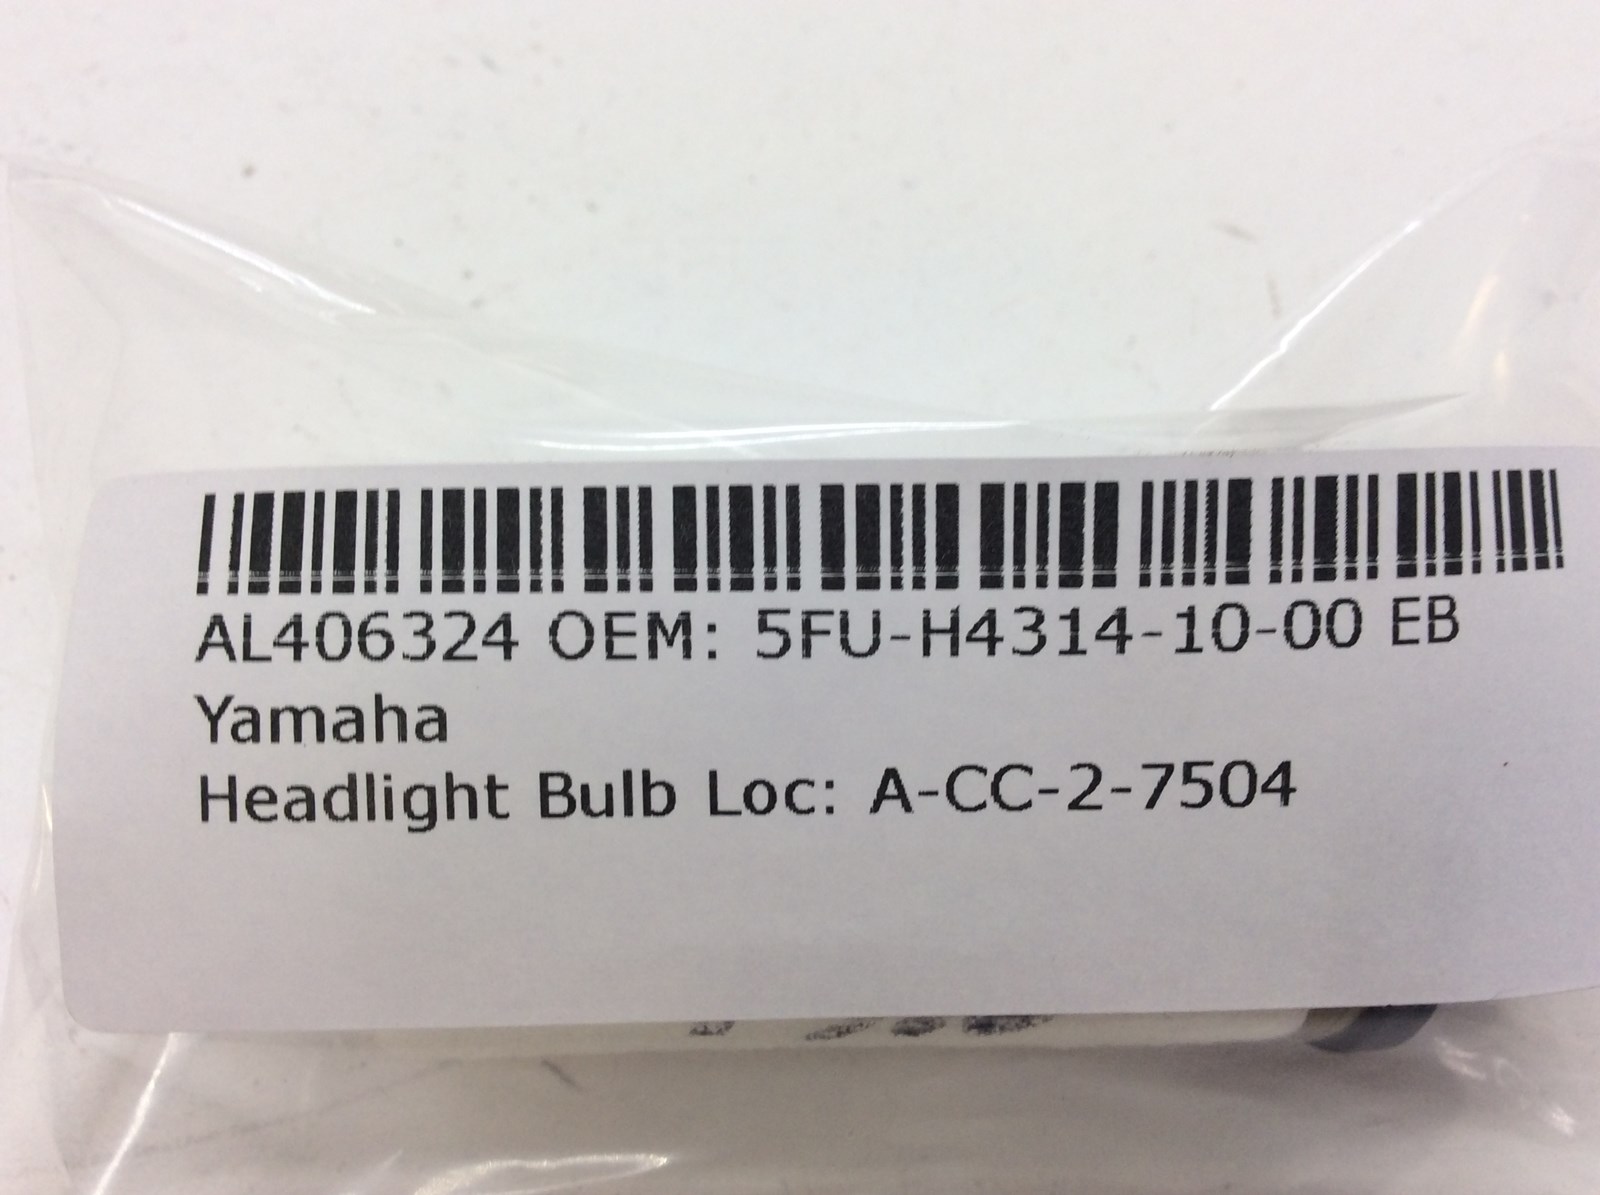 AL406324 OEM: 5FU-H4314-10-00 EB
Yamaha
Headlight Bulb Loc: A-CC-2-7504